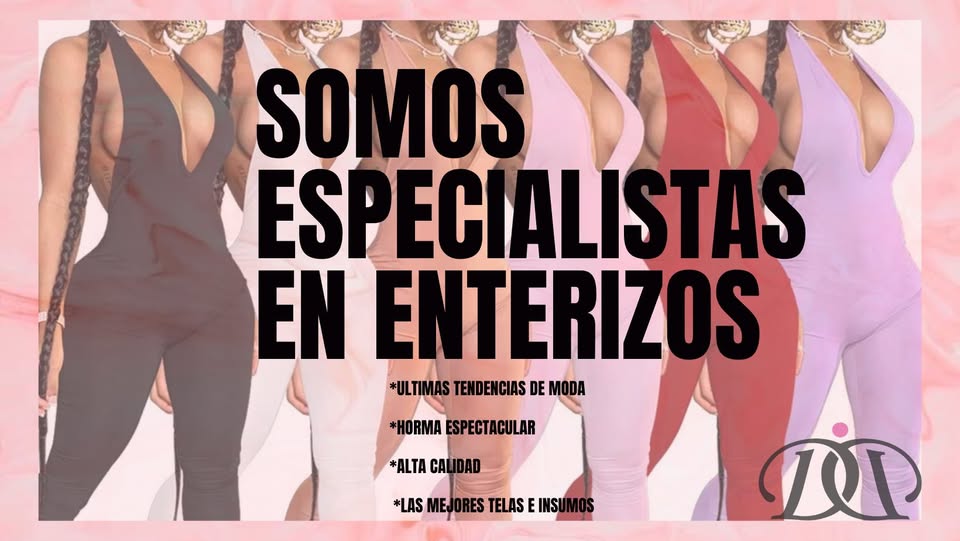 SOMOS
ESPECIALISTAS
EN ENTERIZOS
*ULTIMAS TENDENCIAS DE MODA
*HORMA ESPECTACULAR
*ALTA CALIDAD
*LAS MEJORES TELAS E INSUMOS